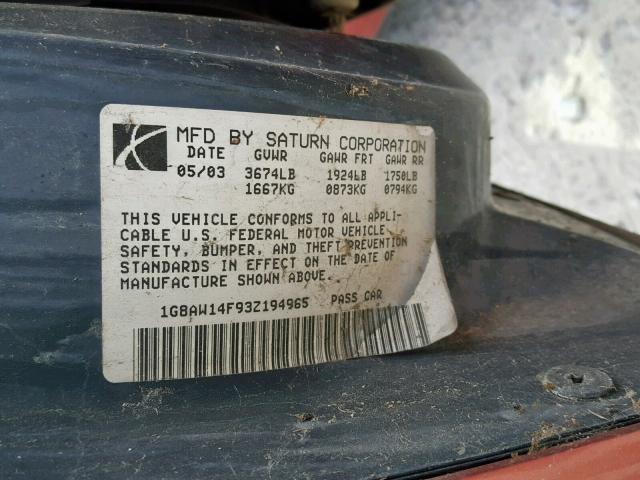 MFD BY SATURN CORPORATION
DATE GVWR GAWR FRT GAWR RR
05/03 3674LB 1924LB 1750LB
1667KG 0873KG 0794KG
THIS VEHICLE CONFORMS TO ALL APPLI-
CABLE U.S. FEDERAL MOTOR VEHICLE
SAFETY, BUMPER, AND THEFT PREVENTION
STANDARDS IN EFFECT ON THE DATE OF
MANUFACTURE SHOWN ABOVE.
1G8AW14F93Z194965 PASS CAR